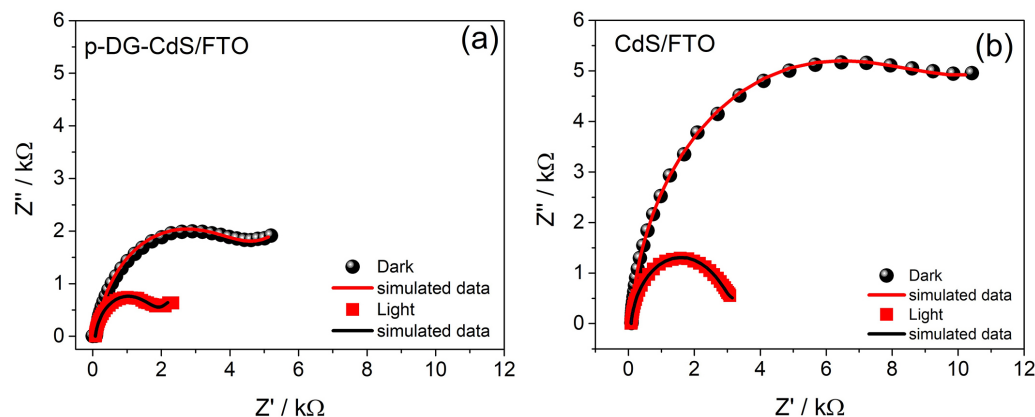 p-DG-CdS/FTO
(a)
6
5
4
3
2
1
0
Z'' / kΩ
Dark
simulated data
Light
simulated data
0 2 4 6 8 10 12
Z' / kΩ
CdS/FTO
(b)
6
5
4
3
2
1
0
Z'' / kΩ
Dark
simulated data
Light
simulated data
0 2 4 6 8 10 12
Z' / kΩ